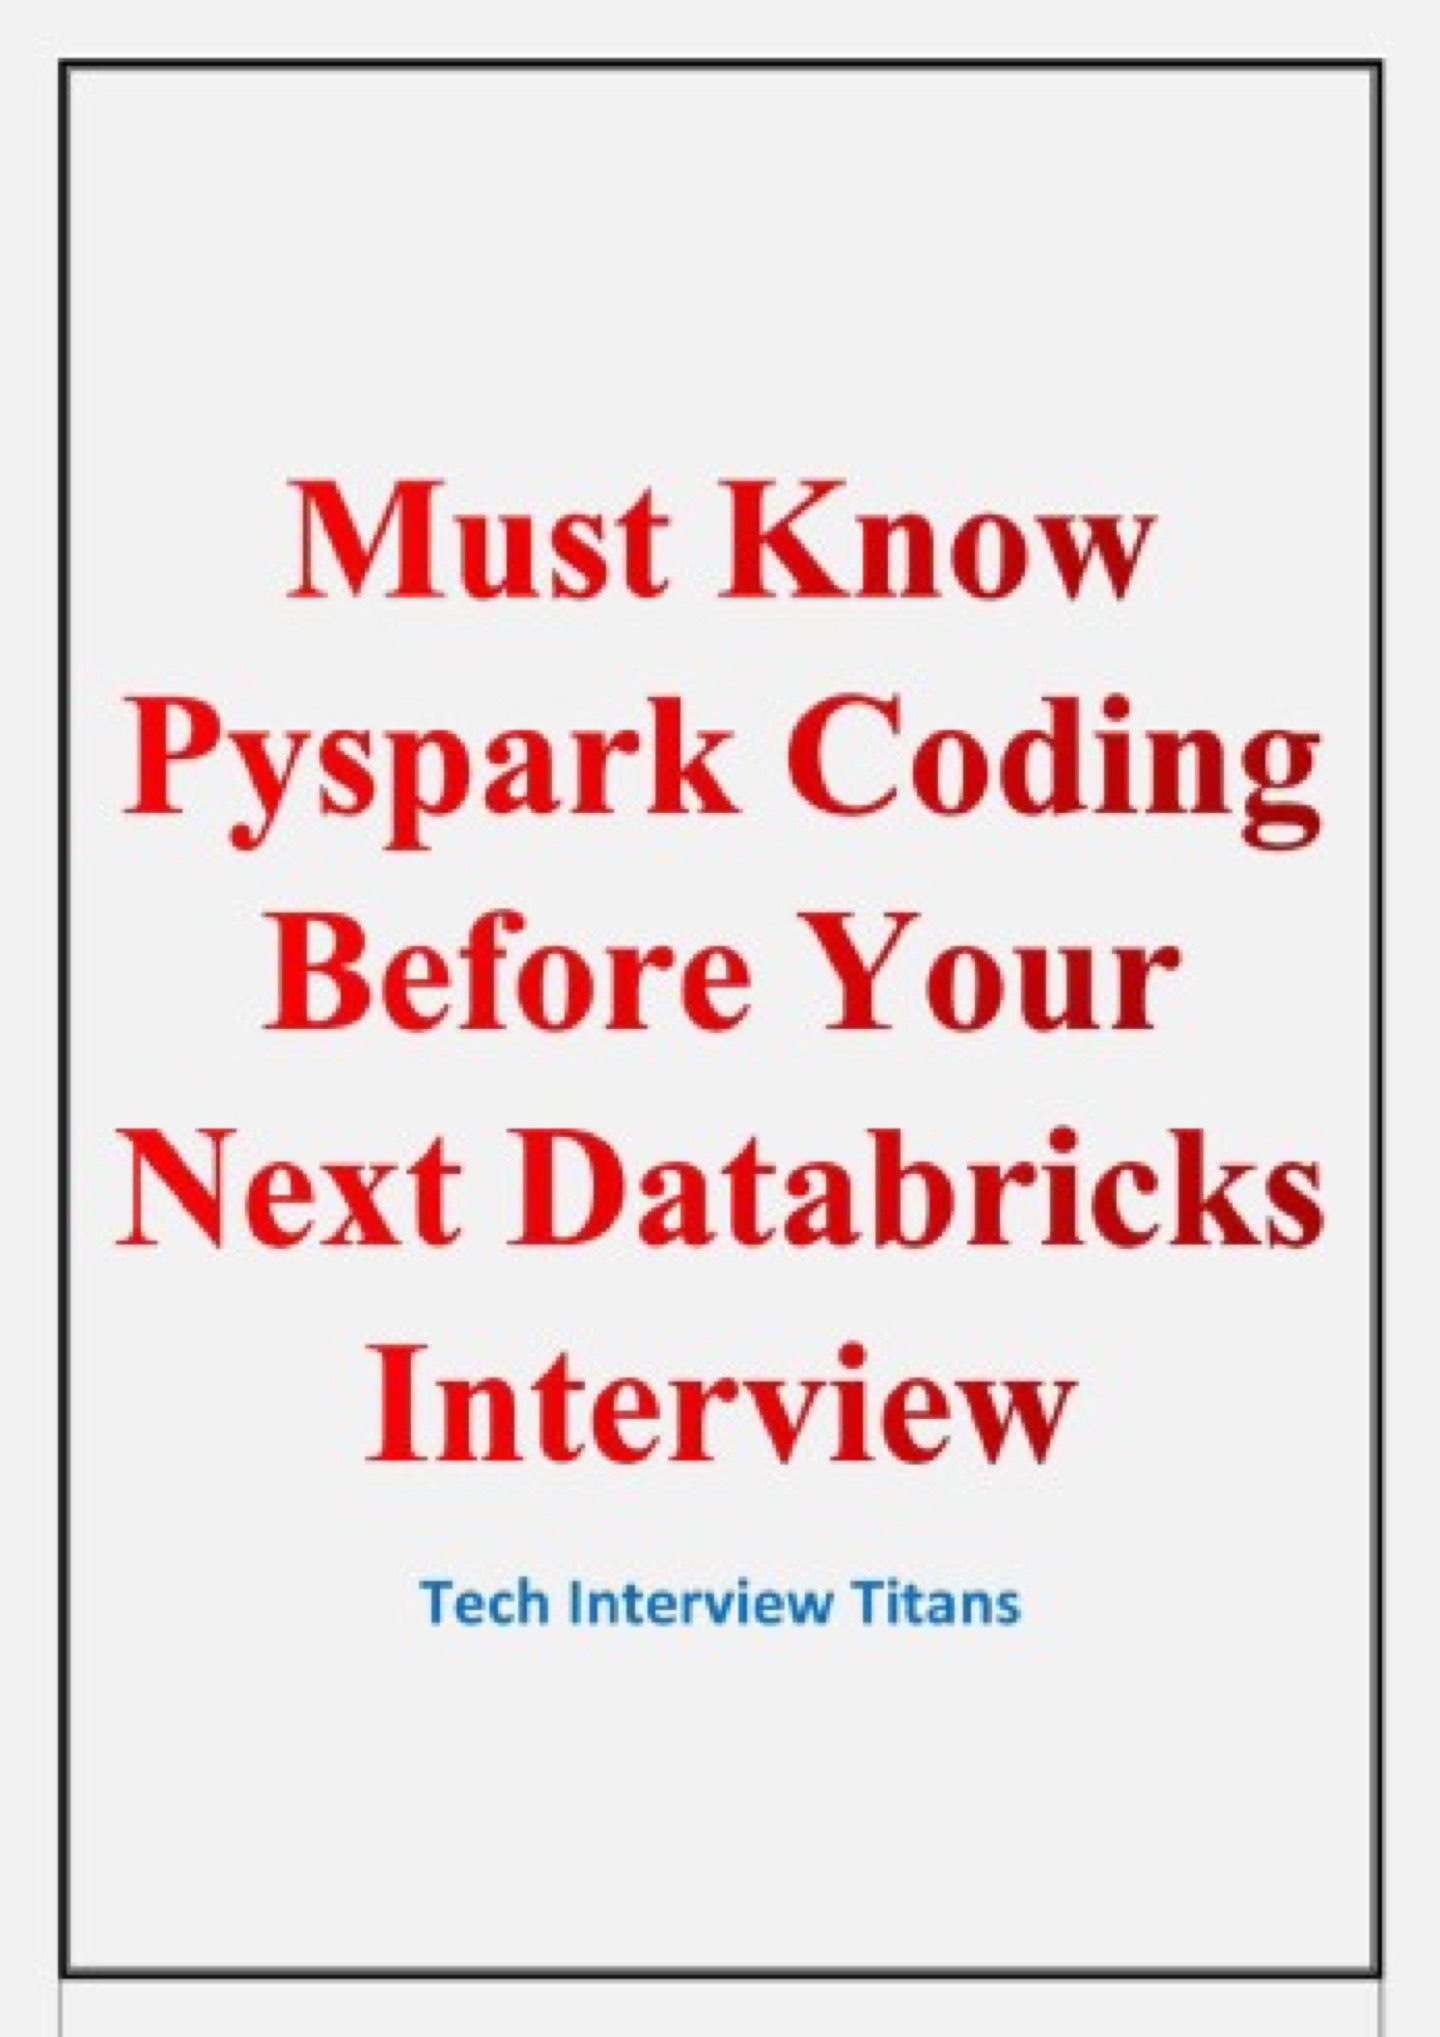 Must Know
Pyspark Coding
Before Your
Next Databricks
Interview
Tech Interview Titans